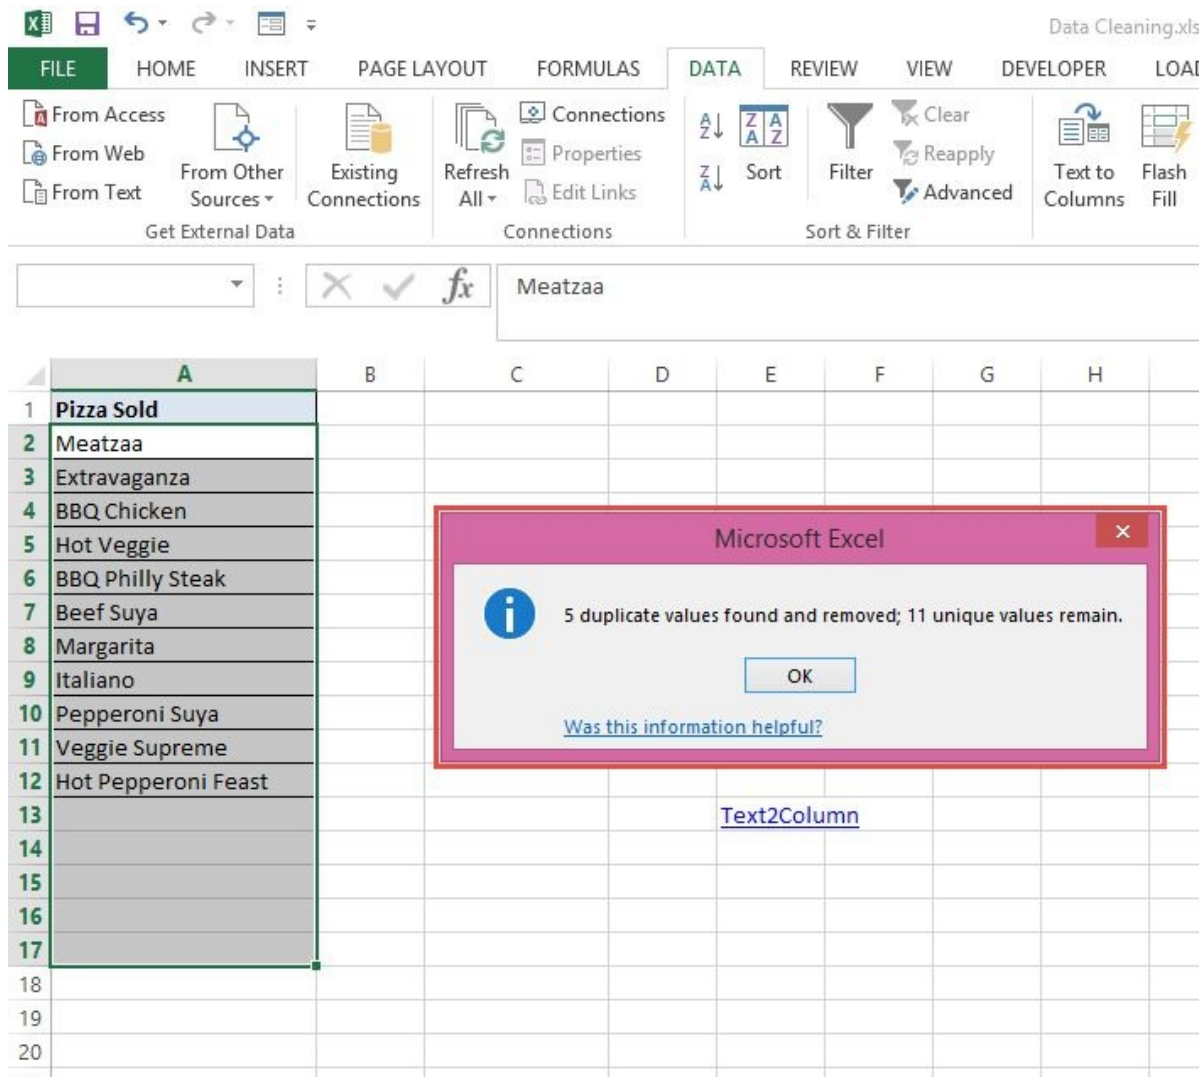 Data Cleaning.xls
FILE HOME INSERT PAGE LAYOUT FORMULAS DATA REVIEW VIEW DEVELOPER LOAD
From Access
From Web
From Text
From Other
Sources
Existing
Connections
Get External Data
Refresh
All
Connections
Properties
Edit Links
Connections
Sort
Filter
Clear
Reapply
Advanced
Sort & Filter
Text to
Columns
Flash
Fill
fx Meatzaa
A B C D E F G H
1 Pizza Sold
2 Meatzaa
3 Extravaganza
4 BBQ Chicken
5 Hot Veggie
6 BBQ Philly Steak
7 Beef Suya
8 Margarita
9 Italiano
10 Pepperoni Suya
11 Veggie Supreme
12 Hot Pepperoni Feast
13 Text2Column
14
15
16
17
18
19
20
Microsoft Excel
5 duplicate values found and removed; 11 unique values remain.
OK
Was this information helpful?